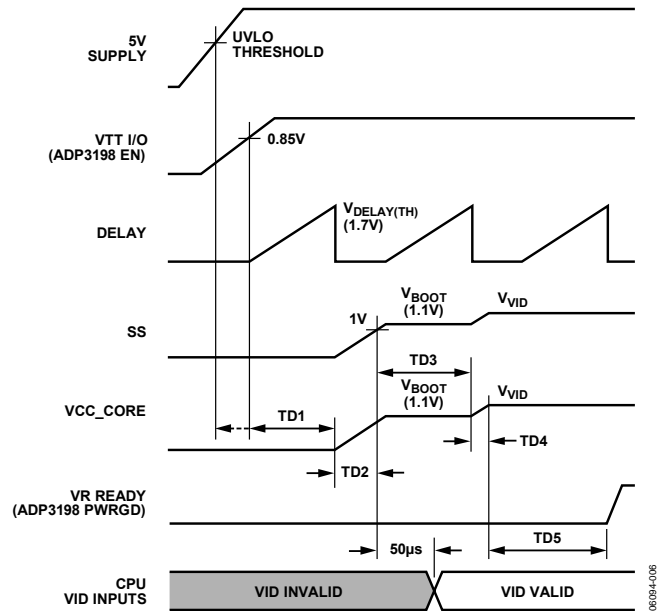 5V
SUPPLY
UVLO
THRESHOLD
VTT I/O
(ADP3198 EN)
0.85V
DELAY
VDELAY(TH)
(1.7V)
SS
1V
VBOOT
(1.1V)
VVID
TD3
VCC_CORE
VBOOT
(1.1V)
VVID
TD1
TD4
TD2
VR READY
(ADP3198 PWRGD)
50µs
TD5
CPU
VID INPUTS
VID INVALID
VID VALID
06094-006